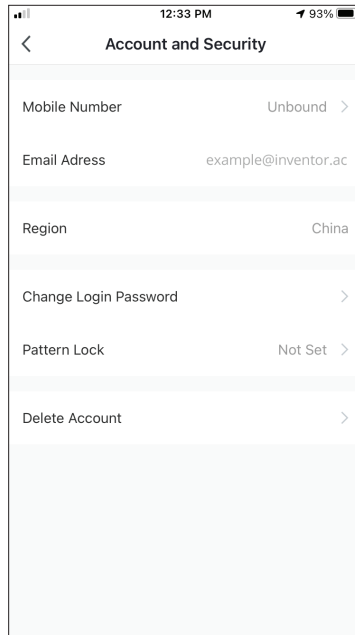 12:33 PM 93%
Account and Security
Mobile Number Unbound
Email Adress example@inventor.ac
Region China
Change Login Password
Pattern Lock Not Set
Delete Account